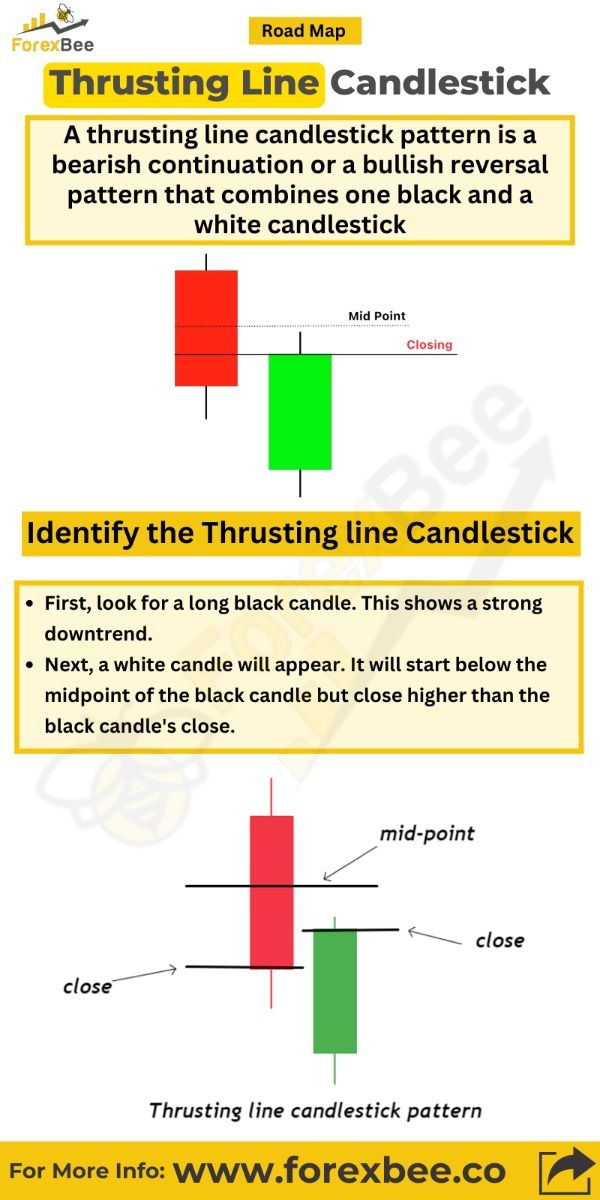 ForexBee
Road Map
Thrusting Line Candlestick
A thrusting line candlestick pattern is a
bearish continuation or a bullish reversal
pattern that combines one black and a
white candlestick
Mid Point
Closing
ForexBee
Identify the Thrusting line Candlestick
• First, look for a long black candle. This shows a strong
downtrend.
• Next, a white candle will appear. It will start below the
midpoint of the black candle but close higher than the
black candle's close.
mid-point
close
close
Thrusting line candlestick pattern
For More Info: www.forexbee.co